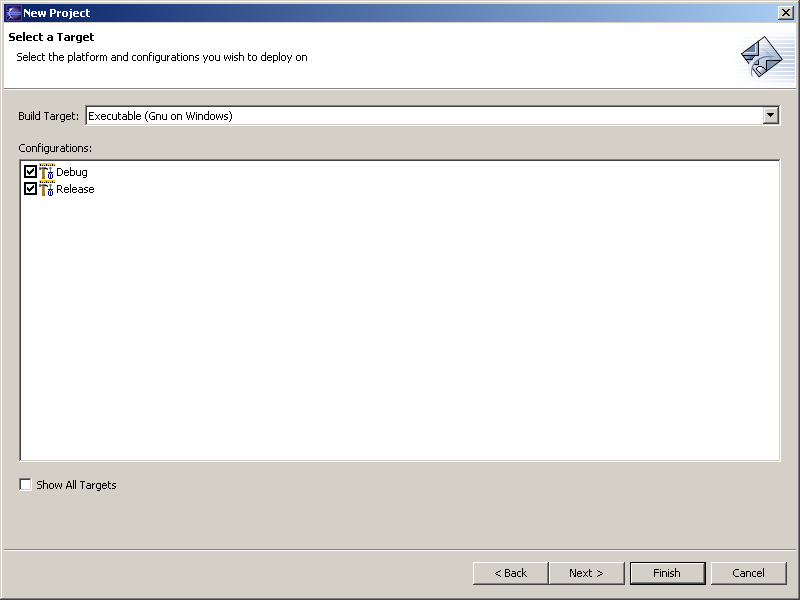 New Project
Select a Target
Select the platform and configurations you wish to deploy on
Build Target: Executable (Gnu on Windows)
Configurations:
Debug
Release
Show All Targets
< Back Next > Finish Cancel